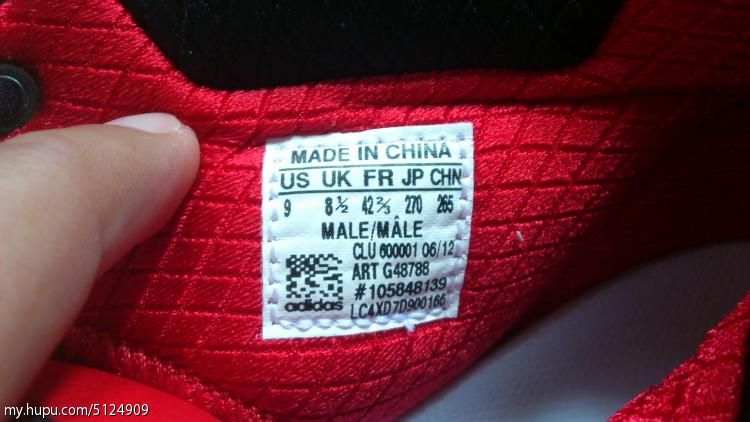 MADE IN CHINA
US UK FR JP CHN
9 8½ 42⅔ 270 265
MALE/MÂLE
CLU 600001 06/12
ART G48788
#105848139
LC4XD7D900166
adidas
my.hupu.com/5124909